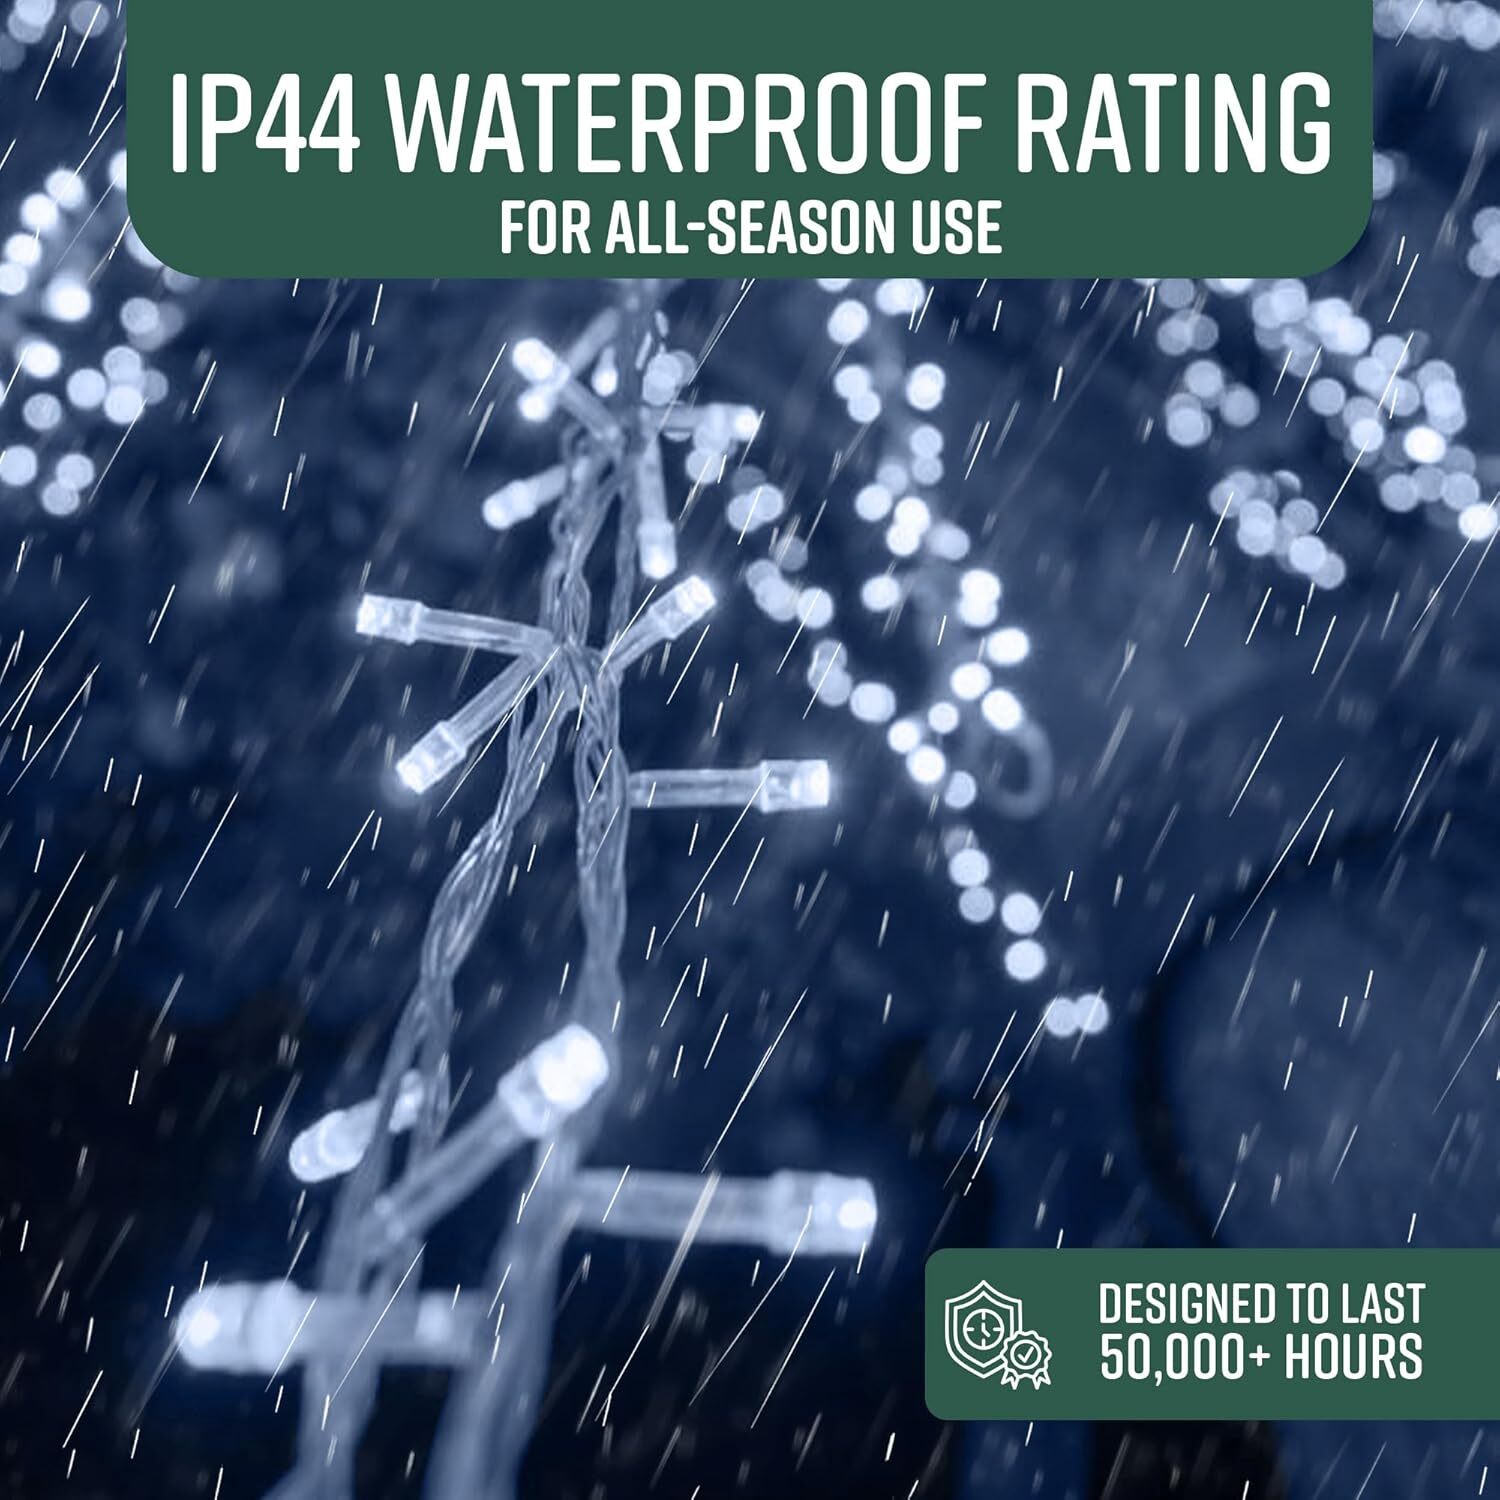 IP44 WATERPROOF RATING
FOR ALL-SEASON USE
DESIGNED TO LAST
50,000+ HOURS